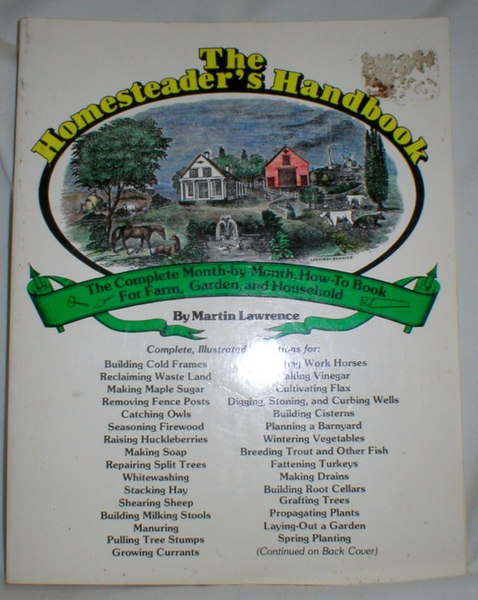 The
Homesteader's Handbook
The Complete Month-by-Month, How-To Book
For Farm, Garden, and Household
By Martin Lawrence
Complete, Illustrated for:
Building Cold Frames
Reclaiming Waste Land
Making Maple Sugar
Removing Fence Posts
Catching Owls
Seasoning Firewood
Raising Huckleberries
Making Soap
Repairing Split Trees
Whitewashing
Stacking Hay
Shearing Sheep
Building Milking Stools
Manuring
Pulling Tree Stumps
Growing Currants
Work Horses
Making Vinegar
Cultivating Flax
Digging, Stoning, and Curbing Wells
Building Cisterns
Planning a Barnyard
Wintering Vegetables
Breeding Trout and Other Fish
Fattening Turkeys
Making Drains
Building Root Cellars
Grafting Trees
Propagating Plants
Laying-Out a Garden
Spring Planting
(Continued on Back Cover)